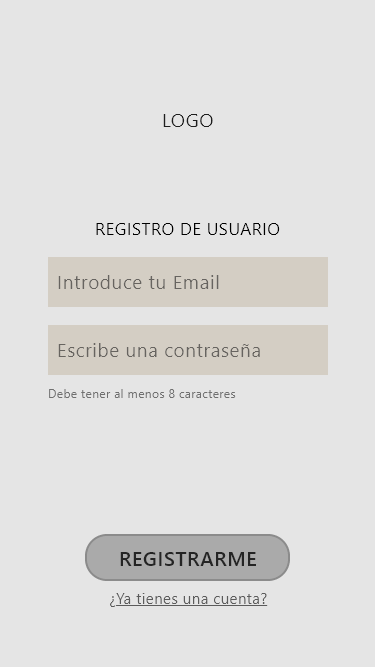 LOGO
REGISTRO DE USUARIO
Introduce tu Email
Escribe una contraseña
Debe tener al menos 8 caracteres
REGISTRARME
¿Ya tienes una cuenta?